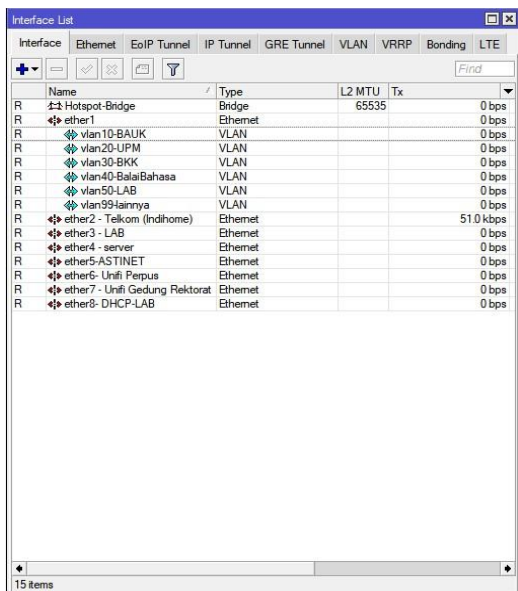 Interface List
Interface Ethernet EoIP Tunnel IP Tunnel GRE Tunnel VLAN VRRP Bonding LTE
Find
Name Type L2 MTU Tx
R Hotspot-Bridge Bridge 65535 0 bps
R ether1 Ethernet 0 bps
R vlan10-BAUK VLAN 0 bps
R vlan20-UPM VLAN 0 bps
R vlan30-BKK VLAN 0 bps
R vlan40-BalaiBahasa VLAN 0 bps
R vlan50-LAB VLAN 0 bps
R vlan99-lainnya VLAN 0 bps
R ether2 - Telkom (Indihome) Ethernet 51.0 kbps
R ether3 - LAB Ethernet 0 bps
R ether4 - server Ethernet 0 bps
R ether5-ASTINET Ethernet 0 bps
R ether6- Unifi Perpus Ethernet 0 bps
R ether7 - Unifi Gedung Rektorat Ethernet 0 bps
R ether8- DHCP-LAB Ethernet 0 bps
15 items